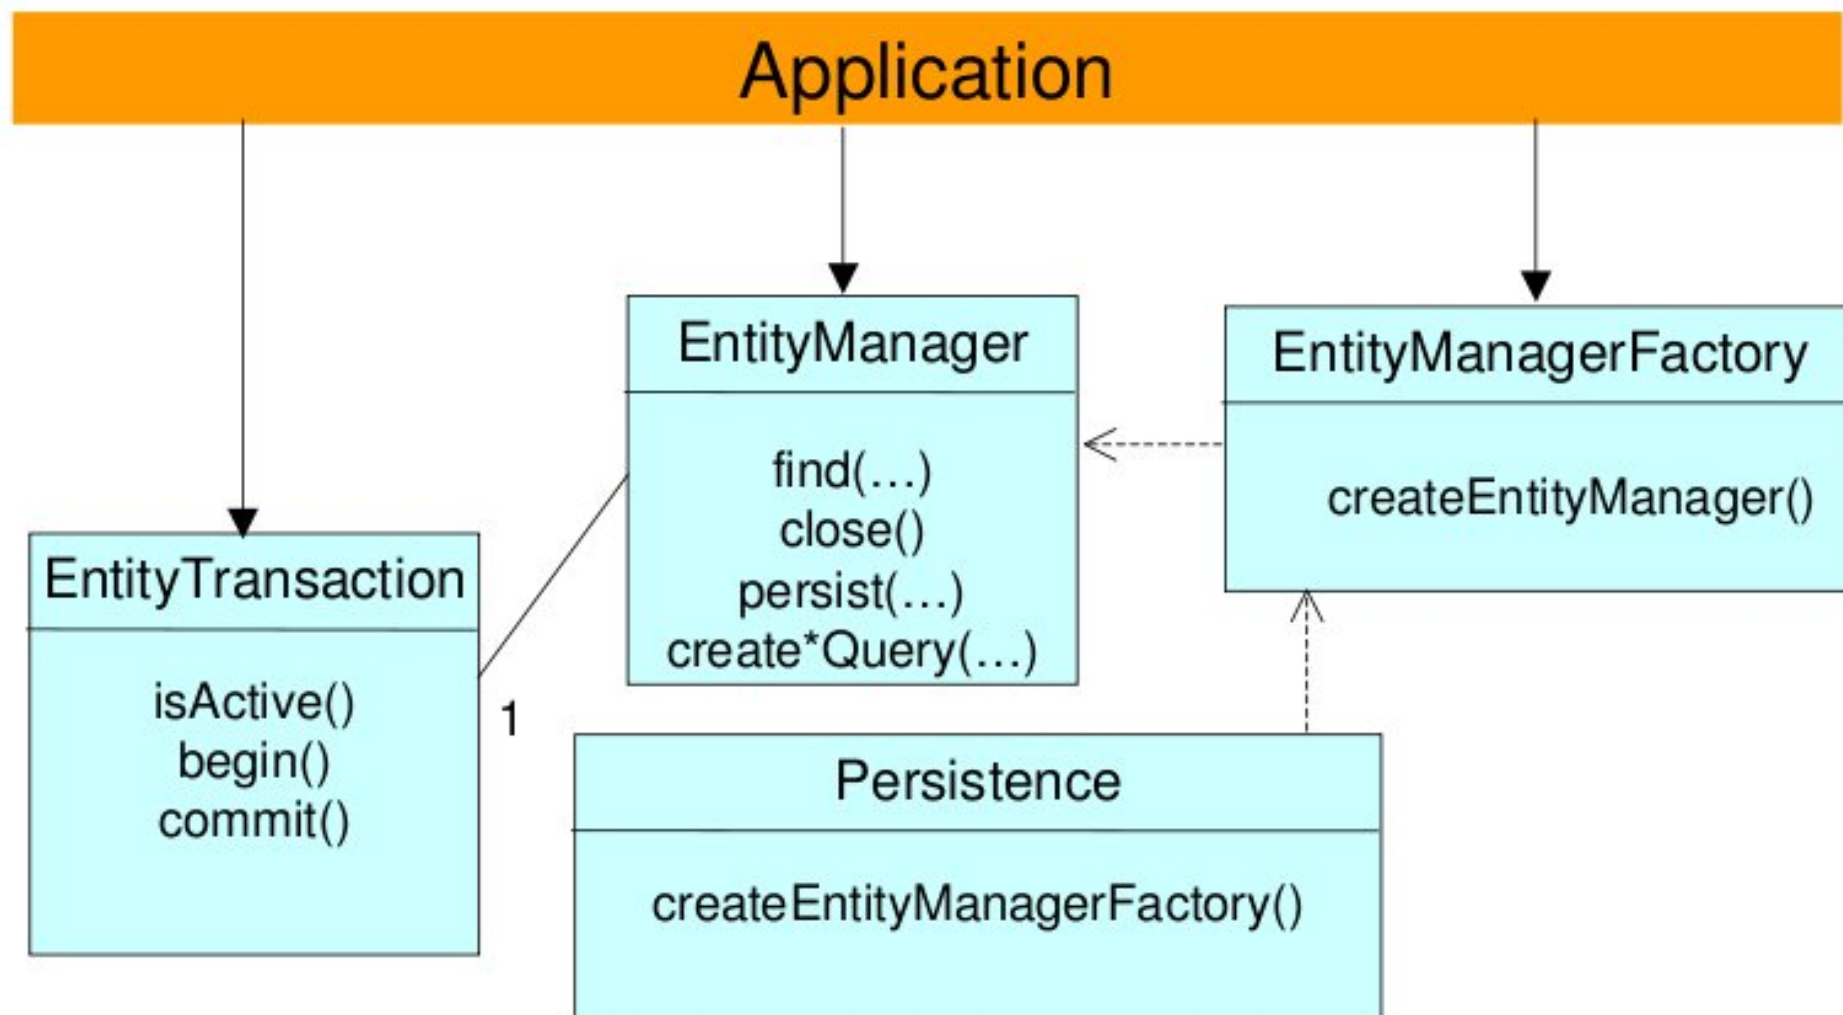 Application
EntityManager
find(...)
close()
persist(...)
create*Query(...)
EntityManagerFactory
createEntityManager()
EntityTransaction
isActive()
begin()
commit()
1
Persistence
createEntityManagerFactory()